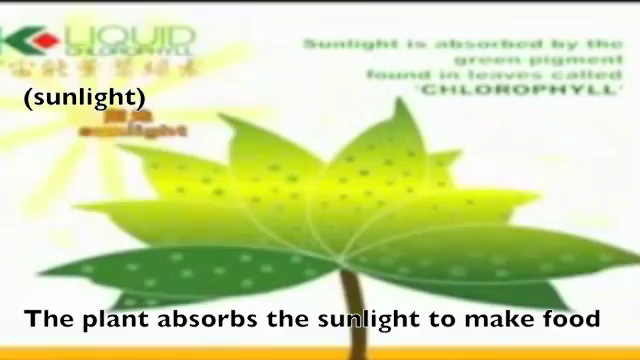 LIQUID
CHLOROPHYLL
Sunlight is absorbed by the
green pigment
found in leaves called
'CHLOROPHYLL'
(sunlight)
sunlight
The plant absorbs the sunlight to make food